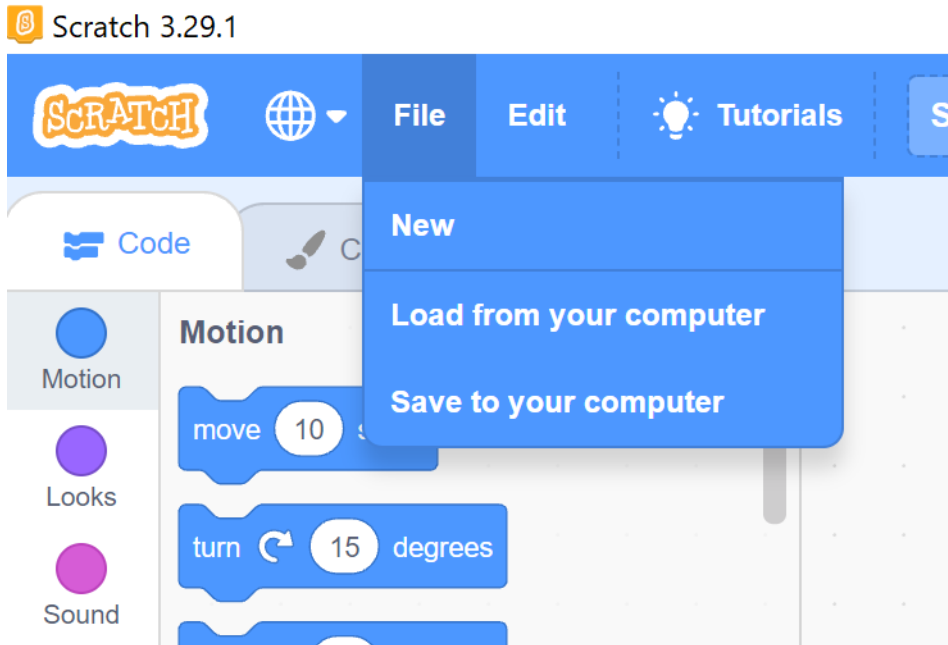 Scratch 3.29.1
SCRATCH File Edit Tutorials S
Code C
New
Load from your computer
Save to your computer
Motion
Motion
move 10 s
Looks
turn 15 degrees
Sound